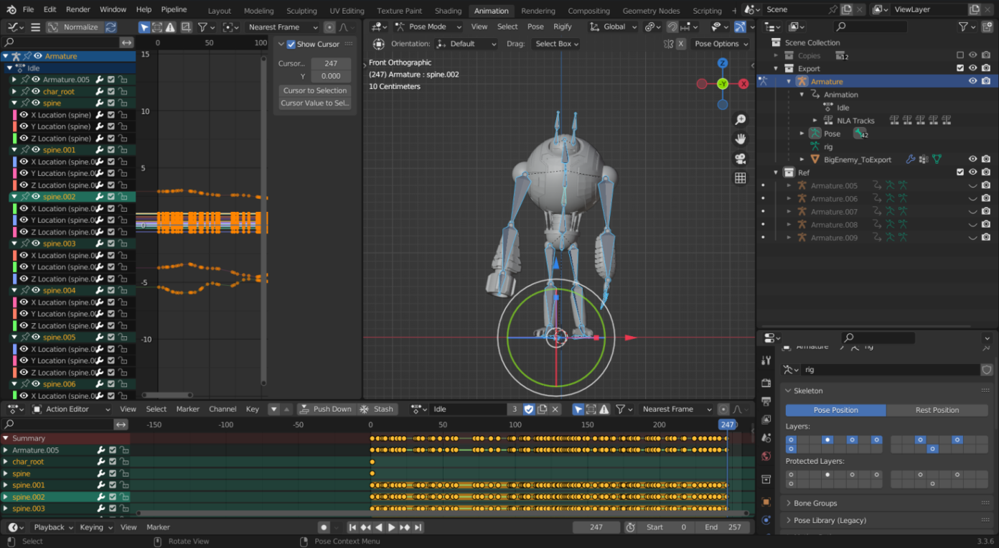 File Edit Render Window Help Pipeline Layout Modeling Sculpting UV Editing Texture Paint Shading Animation Rendering Compositing Geometry Nodes Scripting Scene ViewLayer
Normalize Nearest Frame
0 50 100
Armature
Idle
Armature.005
char_root
spine
X Location (spine)
Y Location (spine)
Z Location (spine)
spine.001
X Location (spine.0
Y Location (spine.0
Z Location (spine.0
spine.002
X Location (spine.0
Y Location (spine.0
Z Location (spine.0
spine.003
X Location (spine.0
Y Location (spine.0
Z Location (spine.0
spine.004
X Location (spine.0
Y Location (spine.0
Z Location (spine.0
spine.005
X Location (spine.0
Y Location (spine.0
Z Location (spine.0
spine.006
X Location (spine.0
15
10
5
0
-5
-10
Show Cursor
Cursor... 247
Y 0.000
Cursor to Selection
Cursor Value to Sel...
Pose Mode View Select Pose Rigify Global
Orientation: Default Drag: Select Box X Pose Options
Front Orthographic
(247) Armature : spine.002
10 Centimeters
Z
-Y X
Scene Collection
Copies 12
Export
Armature
Animation
Idle
NLA Tracks
Pose 42
rig
BigEnemy_ToExport
Ref
Armature.005
Armature.006
Armature.007
Armature.008
Armature.009
Armature rig
rig
Skeleton
Pose Position Rest Position
Layers:
Protected Layers:
Bone Groups
Pose Library (Legacy)
Action Editor View Select Marker Channel Key Push Down Stash Idle 3 Nearest Frame
-150 -100 -50 0 50 100 150 200 247
Summary
Armature.005
char_root
spine
spine.001
spine.002
spine.003
Playback Keying View Marker 247 Start 0 End 257
Select Rotate View Pose Context Menu 3.3.6